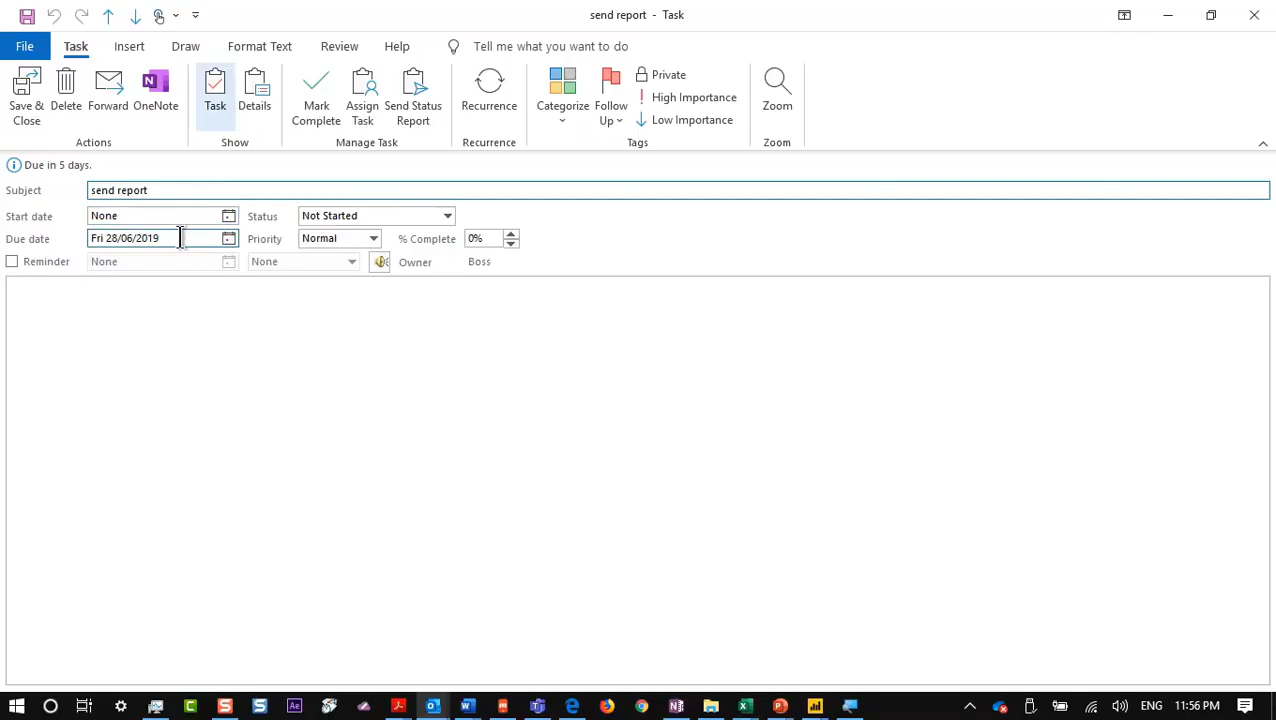 send report - Task
File Task Insert Draw Format Text Review Help Tell me what you want to do
Save & Close
Delete
Forward
OneNote
Actions
Task
Details
Show
Mark Complete
Assign Task
Send Status Report
Manage Task
Recurrence
Recurrence
Categorize
Follow Up
Private
High Importance
Low Importance
Tags
Zoom
Zoom
Due in 5 days.
Subject send report
Start date None Status Not Started
Due date Fri 28/06/2019 Priority Normal % Complete 0%
Reminder None None Owner Boss
ENG 11:56 PM